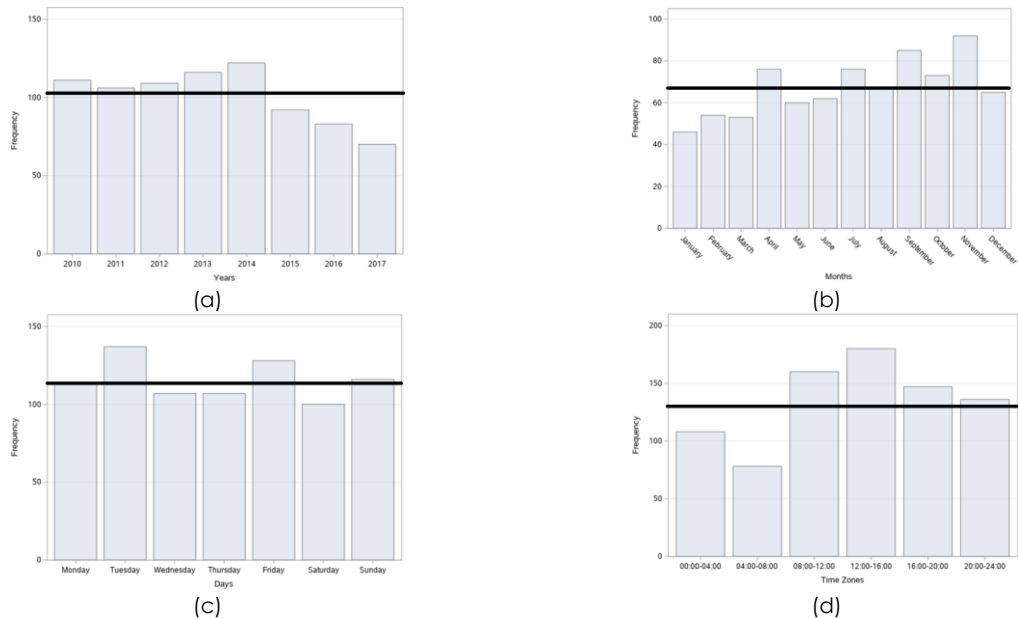 150
100
50
0
Frequency
2010 2011 2012 2013 2014 2015 2016 2017
Years
(a)
100
80
60
40
20
0
Frequency
January February March April May June July August September October November December
Months
(b)
150
100
50
0
Frequency
Monday Tuesday Wednesday Thursday Friday Saturday Sunday
Days
(c)
200
150
100
50
0
Frequency
00:00-04:00 04:00-08:00 08:00-12:00 12:00-16:00 16:00-20:00 20:00-24:00
Time Zones
(d)